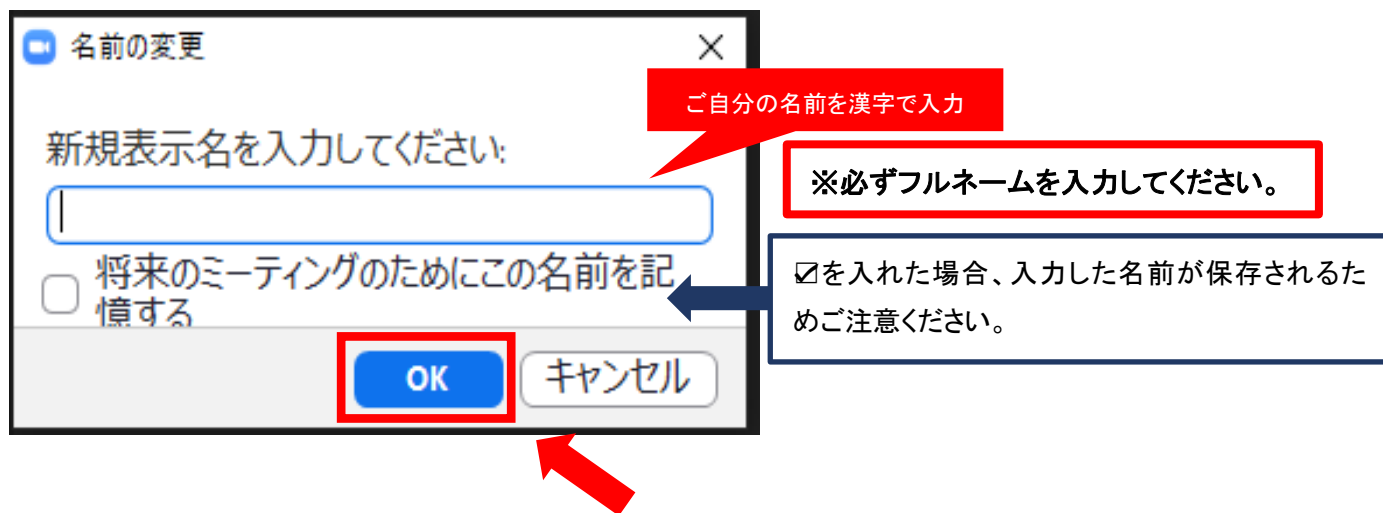 名前の変更
ご自分の名前を漢字で入力
新規表示名を入力してください:
※必ずフルネームを入力してください。
将来のミーティングのためにこの名前を記
憶する
☑を入れた場合、入力した名前が保存されるた
めご注意ください。
OK
キャンセル